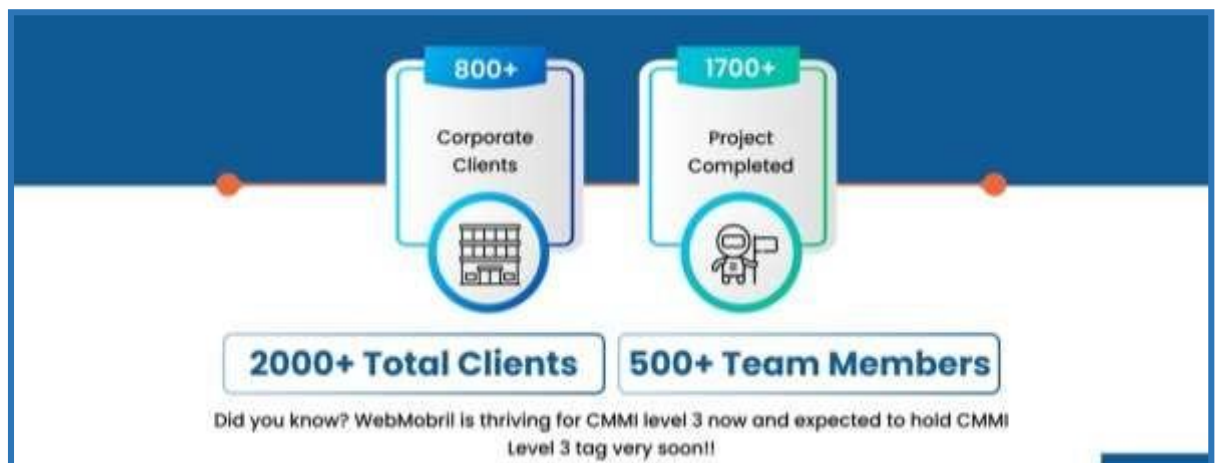 800+
Corporate
Clients
1700+
Project
Completed
2000+ Total Clients
500+ Team Members
Did you know? WebMobril is thriving for CMMI level 3 now and expected to hold CMMI
Level 3 tag very soon!!